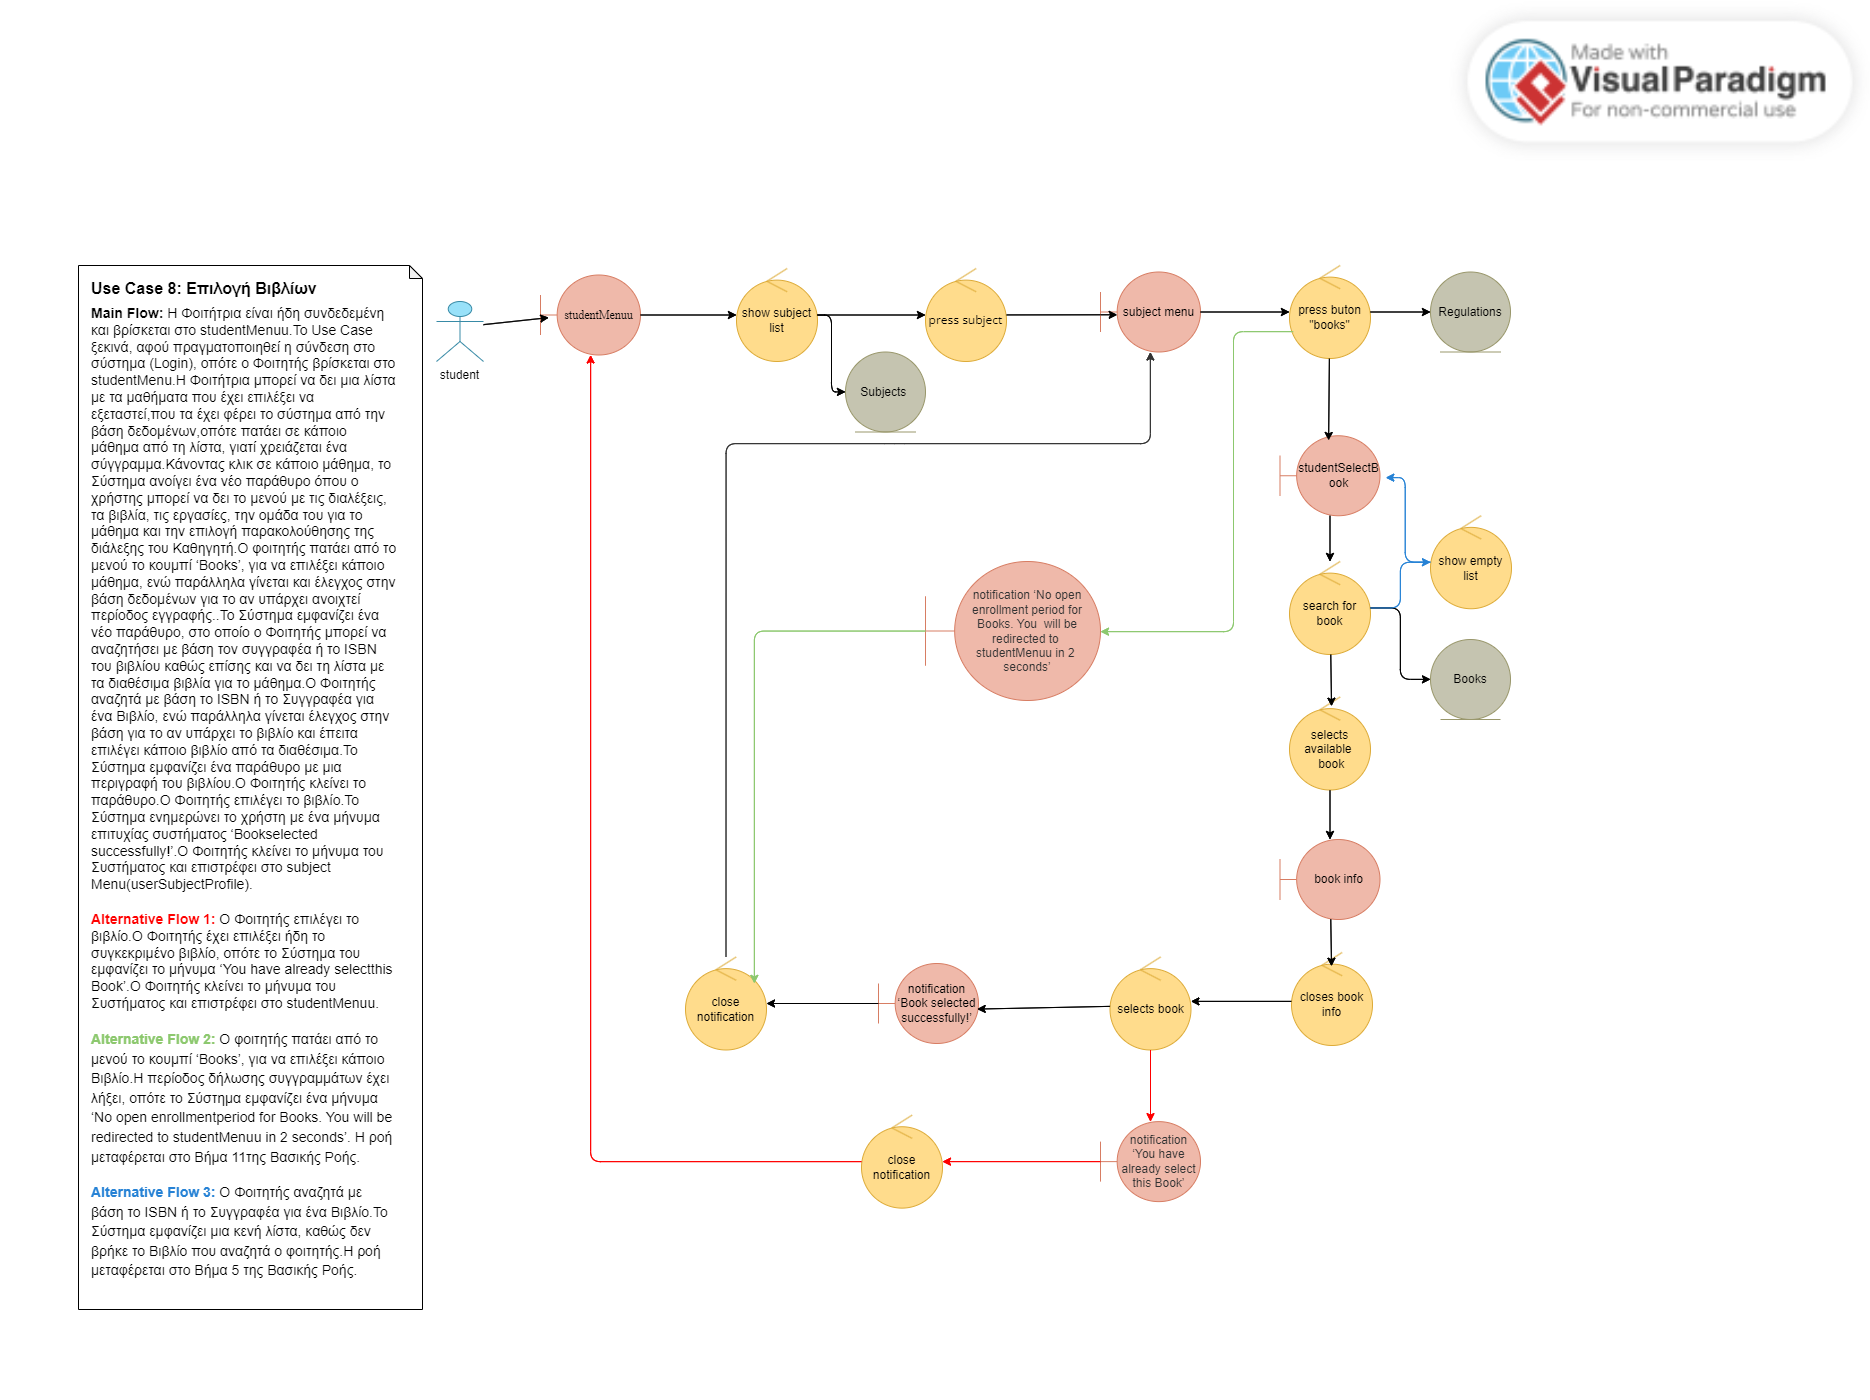 Made with
Visual Paradigm
For non-commercial use
Use Case 8: Επιλογή Βιβλίων
Main Flow: Η Φοιτήτρια είναι ήδη συνδεδεμένη
και βρίσκεται στο studentMenuu.Το Use Case
ξεκινά, αφού πραγματοποιηθεί η σύνδεση στο
σύστημα (Login), οπότε ο Φοιτητής βρίσκεται στο
studentMenu.Η Φοιτήτρια μπορεί να δει μια λίστα
με τα μαθήματα που έχει επιλέξει να
εξεταστεί,που τα έχει φέρει το σύστημα από την
βάση δεδομένων,οπότε πατάει σε κάποιο
μάθημα από τη λίστα, γιατί χρειάζεται ένα
σύγγραμμα.Κάνοντας κλικ σε κάποιο μάθημα, το
Σύστημα ανοίγει ένα νέο παράθυρο όπου ο
χρήστης μπορεί να δει το μενού με τις διαλέξεις,
τα βιβλία, τις εργασίες, την ομάδα του για το
μάθημα και την επιλογή παρακολούθησης της
διάλεξης του Καθηγητή.Ο φοιτητής πατάει από το
μενού το κουμπί ‘Books’, για να επιλέξει κάποιο
μάθημα, ενώ παράλληλα γίνεται και έλεγχος στην
βάση δεδομένων για το αν υπάρχει ανοιχτεί
περίοδος εγγραφής..Το Σύστημα εμφανίζει ένα
νέο παράθυρο, στο οποίο ο Φοιτητής μπορεί να
αναζητήσει με βάση τον συγγραφέα ή το ISBN
του βιβλίου καθώς επίσης και να δει τη λίστα με
τα διαθέσιμα βιβλία για το μάθημα.Ο Φοιτητής
αναζητά με βάση το ISBN ή το Συγγραφέα για
ένα Βιβλίο, ενώ παράλληλα γίνεται έλεγχος στην
βάση για το αν υπάρχει το βιβλίο και έπειτα
επιλέγει κάποιο βιβλίο από τα διαθέσιμα.Το
Σύστημα εμφανίζει ένα παράθυρο με μια
περιγραφή του βιβλίου.Ο Φοιτητής κλείνει το
παράθυρο.Ο Φοιτητής επιλέγει το βιβλίο.Το
Σύστημα ενημερώνει το χρήστη με ένα μήνυμα
επιτυχίας συστήματος ‘Bookselected
successfully!’.Ο Φοιτητής κλείνει το μήνυμα του
Συστήματος και επιστρέφει στο subject
Menu(userSubjectProfile).
Alternative Flow 1: Ο Φοιτητής επιλέγει το
βιβλίο.Ο Φοιτητής έχει επιλέξει ήδη το
συγκεκριμένο βιβλίο, οπότε το Σύστημα του
εμφανίζει το μήνυμα ‘You have already selectthis
Book’.Ο Φοιτητής κλείνει το μήνυμα του
Συστήματος και επιστρέφει στο studentMenuu.
Alternative Flow 2: Ο φοιτητής πατάει από το
μενού το κουμπί ‘Books’, για να επιλέξει κάποιο
Βιβλίο.Η περίοδος δήλωσης συγγραμμάτων έχει
λήξει, οπότε το Σύστημα εμφανίζει ένα μήνυμα
‘No open enrollmentperiod for Books. You will be
redirected to studentMenuu in 2 seconds’. Η ροή
μεταφέρεται στο Βήμα 11της Βασικής Ροής.
Alternative Flow 3: Ο Φοιτητής αναζητά με
βάση το ISBN ή το Συγγραφέα για ένα Βιβλίο.Το
Σύστημα εμφανίζει μια κενή λίστα, καθώς δεν
βρήκε το Βιβλίο που αναζητά ο φοιτητής.Η ροή
μεταφέρεται στο Βήμα 5 της Βασικής Ροής.
student
studentMenuu
show subject
list
Subjects
press subject
subject menu
press buton
"books"
Regulations
studentSelectB
ook
show empty
list
search for
book
Books
notification ‘No open
enrollment period for
Books. You will be
redirected to
studentMenuu in 2
seconds’
selects
available
book
book info
closes book
info
selects book
notification
‘Book selected
successfully!’
close
notification
notification
‘You have
already select
this Book’
close
notification